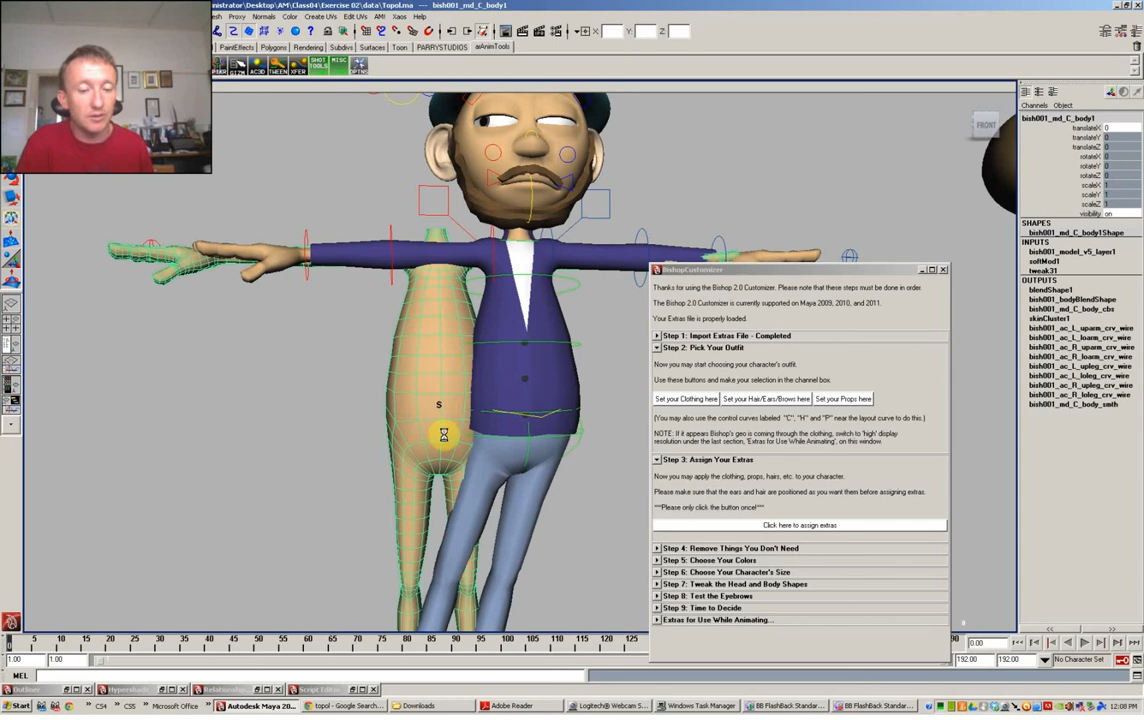 inistrator\Desktop\AM\Class04\Exercise 02\data\Topol.ma * --- bish001_md_C_body1
esh Proxy Normals Color Create UVs Edit UVs AM Xaos Help
X: Y: Z:
PaintEffects Polygons Rendering Subdivs Surfaces Toon PARRYSTUDIOS arAnimTools
GIZM AC3D TWEEN XFER SHOT TOOLS MISC OPTNS
FRONT
Channels Object
bish001_md_C_body1
translateX 0
translateY 0
translateZ 0
rotateX 0
rotateY 0
rotateZ 0
scaleX 1
scaleY 1
scaleZ 1
visibility on
SHAPES
bish001_md_C_body1Shape
INPUTS
bish001_model_v5_layer1
softMod1
tweak31
OUTPUTS
blendShape1
bish001_bodyBlendShape
bish001_md_C_body_cbs
skinCluster1
bish001_ac_L_uparm_crv_wire
bish001_ac_L_loarm_crv_wire
bish001_ac_R_uparm_crv_wire
bish001_ac_R_loarm_crv_wire
bish001_ac_L_upleg_crv_wire
bish001_ac_L_loleg_crv_wire
bish001_ac_R_upleg_crv_wire
bish001_ac_R_loleg_crv_wire
bish001_md_C_body_smth
S
BishopCustomizer
Thanks for using the Bishop 2.0 Customizer. Please note that these steps must be done in order.
The Bishop 2.0 Customizer is currently supported on Maya 2009, 2010, and 2011.
Your Extras file is properly loaded.
Step 1: Import Extras File - Completed
Step 2: Pick Your Outfit
Now you may start choosing your character's outfit.
Use these buttons and make your selection in the channel box.
Set your Clothing here Set your Hair/Ears/Brows here Set your Props here
(You may also use the control curves labeled "C", "H" and "P" near the layout curve to do this.)
NOTE: If it appears Bishop's geo is coming through the clothing, switch to 'high' display
resolution under the last section, 'Extras for Use While Animating', on this window.
Step 3: Assign Your Extras
Now you may apply the clothing, props, hairs, etc. to your character.
Please make sure that the ears and hair are positioned as you want them before assigning extras.
***Please only click the button once!***
Click here to assign extras
Step 4: Remove Things You Don't Need
Step 5: Choose Your Colors
Step 6: Choose Your Character's Size
Step 7: Tweak the Head and Body Shapes
Step 8: Test the Eyebrows
Step 9: Time to Decide
Extras for Use While Animating...
5 10 15 20 25 30 35 40 45 50 55 60 65 70 75 80 85 90 95 100 105 110 115 120 125 90 0.00
1.00 1.00 192.00 192.00 No Character Set
MEL
Outliner Hypershade Relationship Script Editor
Start CS4 CS5 Microsoft Office Autodesk Maya 20... topol - Google Search... Downloads Adobe Reader Logitech® Webcam S... Windows Task Manager BB FlashBack Standar... BB FlashBack Standar... 12:08 PM